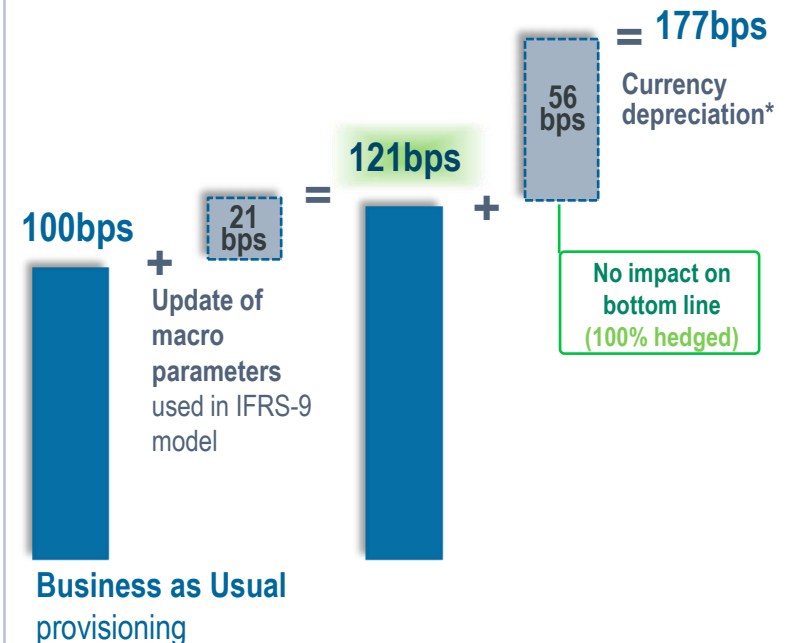 100bps
+
21
bps
Update of
macro
parameters
used in IFRS-9
model
=
121bps
+
56
bps
= 177bps
Currency
depreciation*
No impact on
bottom line
(100% hedged)
Business as Usual
provisioning